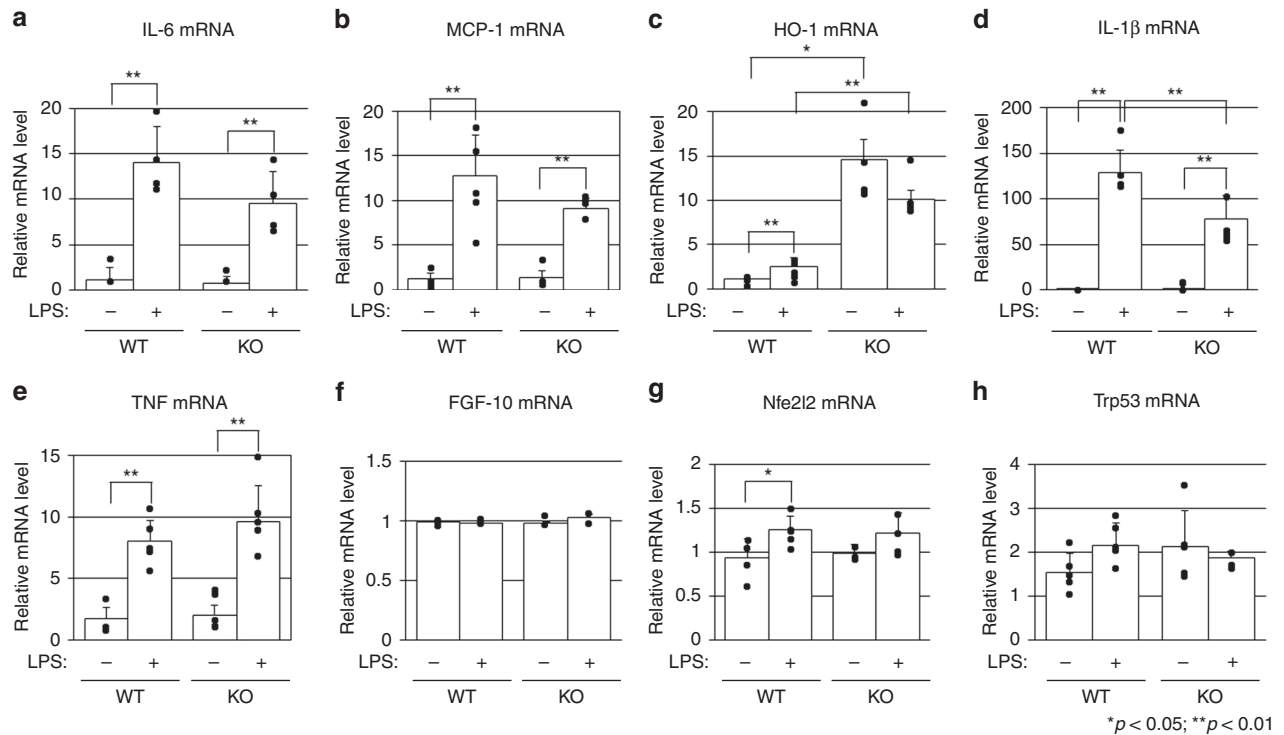 a
IL-6 mRNA
**
**
Relative mRNA level
20
15
10
5
0
LPS: – + – +
WT KO
b
MCP-1 mRNA
**
**
Relative mRNA level
20
15
10
5
0
– + – +
WT KO
c
HO-1 mRNA
*
**
**
Relative mRNA level
20
15
10
5
0
LPS: – + – +
WT KO
d
IL-1β mRNA
** **
**
Relative mRNA level
200
150
100
50
0
LPS: – + – +
WT KO
e
TNF mRNA
**
**
Relative mRNA level
15
10
5
0
LPS: – + – +
WT KO
f
FGF-10 mRNA
Relative mRNA level
1.5
1
0.5
0
LPS: – + – +
WT KO
g
Nfe2l2 mRNA
*
Relative mRNA level
2
1.5
1
0.5
0
LPS: – + – +
WT KO
h
Trp53 mRNA
Relative mRNA level
4
3
2
1
0
LPS: – + – +
WT KO
*p < 0.05; **p < 0.01